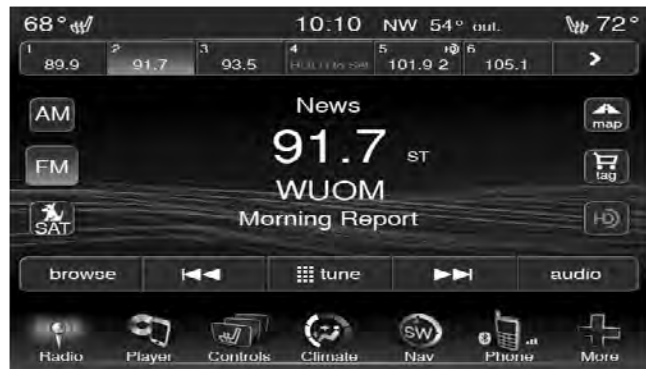 68° 10:10 NW 54° out. 72°
1 89.9 2 91.7 3 93.5 4 5 101.9 2 HD 6 105.1 >
AM
News
map
91.7 ST
FM
tag
WUOM
SAT
Morning Report
HD
browse tune audio
Radio Player Controls Climate SW Nav Phone More